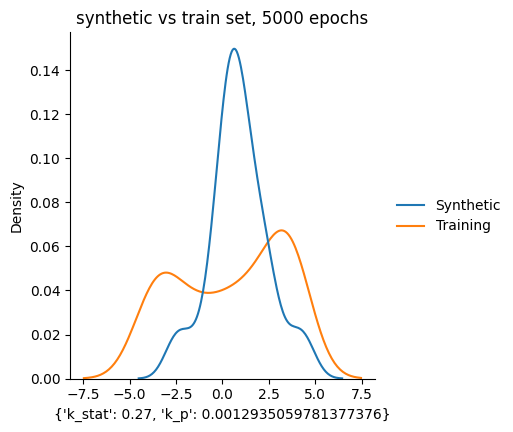 synthetic vs train set, 5000 epochs
0.14
0.12
0.10
0.08
0.06
0.04
0.02
0.00
Density
Synthetic
Training
−7.5 −5.0 −2.5 0.0 2.5 5.0 7.5
{'k_stat': 0.27, 'k_p': 0.0012935059781377376}